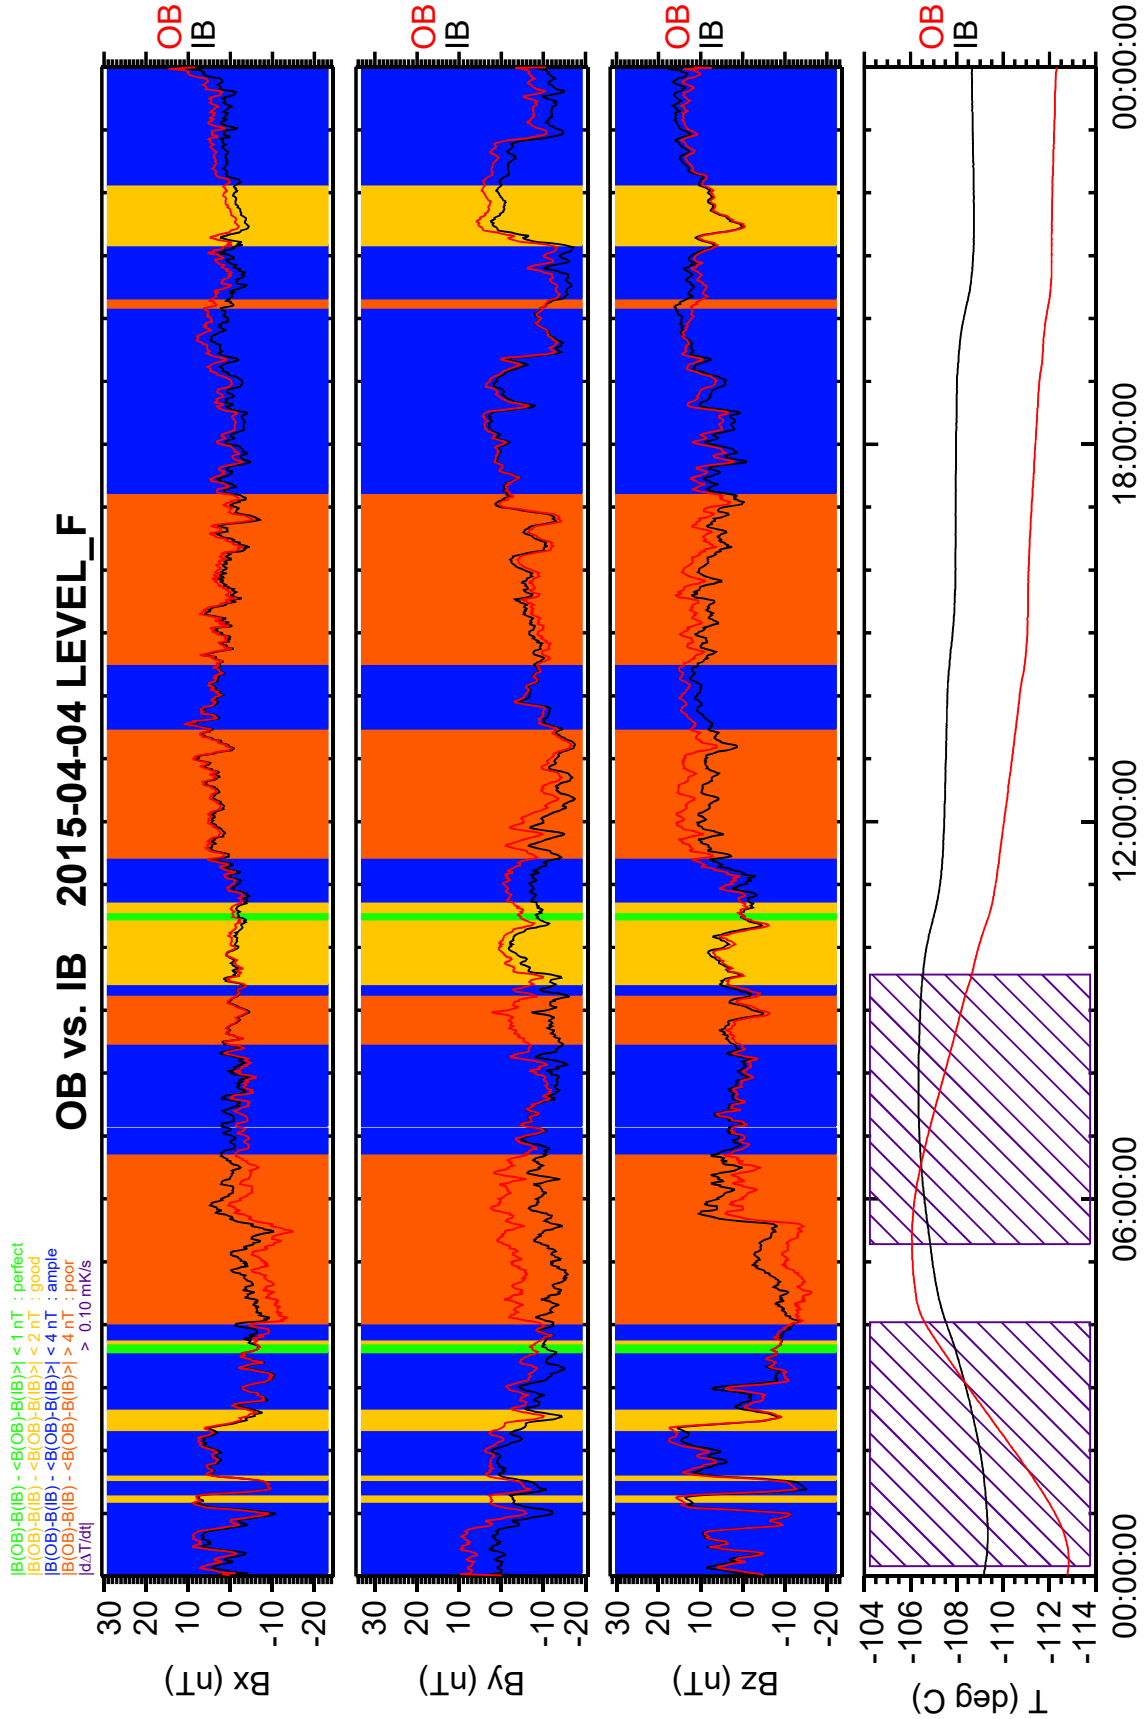 OB vs. IB 2015-04-04 LEVEL_F
|B(OB)-B(IB) - <B(OB)-B(IB)>| < 1 nT : perfect
|B(OB)-B(IB) - <B(OB)-B(IB)>| < 2 nT : good
|B(OB)-B(IB) - <B(OB)-B(IB)>| < 4 nT : ample
|B(OB)-B(IB) - <B(OB)-B(IB)>| > 4 nT : poor
|dΔT/dt| > 0.10 mK/s
Bx (nT)
30
20
10
0
-10
-20
OB
IB
By (nT)
30
20
10
0
-10
-20
OB
IB
Bz (nT)
30
20
10
0
-10
-20
OB
IB
T (deg C)
-104
-106
-108
-110
-112
-114
OB
IB
00:00:00
06:00:00
12:00:00
18:00:00
00:00:00